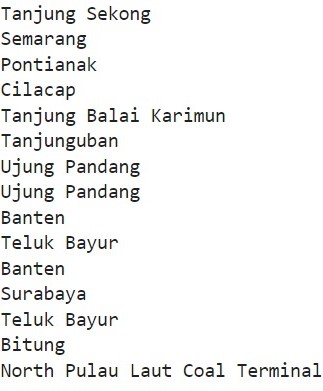 Tanjung Sekong
Semarang
Pontianak
Cilacap
Tanjung Balai Karimun
Tanjunguban
Ujung Pandang
Ujung Pandang
Banten
Teluk Bayur
Banten
Surabaya
Teluk Bayur
Bitung
North Pulau Laut Coal Terminal